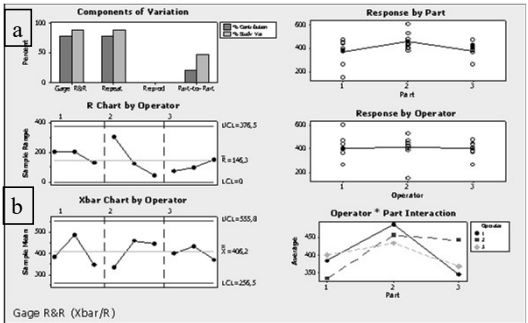 a
Components of Variation
% Contribution
% Study Var
Percent
100
50
0
Gage R&R Repeat Reprod Part-to-Part
Response by Part
600
400
200
1 2 3
Part
R Chart by Operator
1 2 3
Sample Range
400
200
0
UCL=376,5
R=146,3
LCL=0
Response by Operator
600
400
200
1 2 3
Operator
b
Xbar Chart by Operator
1 2 3
Sample Mean
500
400
300
UCL=555,8
X=406,2
LCL=256,5
Operator * Part Interaction
Operator
1
2
3
Average
450
400
350
1 2 3
Part
Gage R&R (Xbar/R)